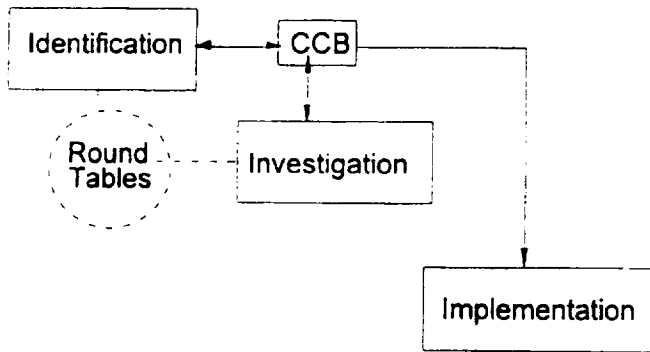 Identification
CCB
Round
Tables
Investigation
Implementation